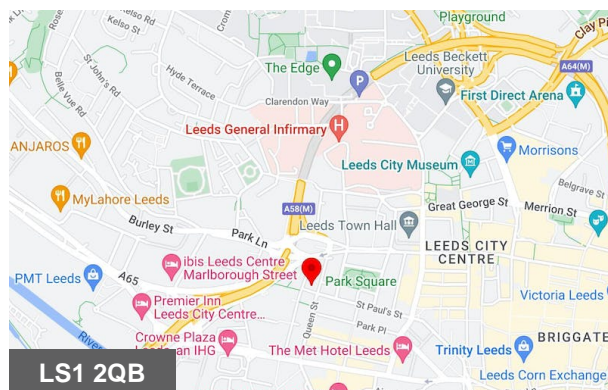 Kelso Rd
Kelso St
Crom
Playground
St John's Rd
Belle Vue Rd
Hyde Terrace
The Edge
P
Leeds Beckett
University
Clay Pi
A64(M)
Clarendon Way
First Direct Arena
Leeds General Infirmary
H
ANJAROS
Leeds City Museum
Morrisons
MyLahore Leeds
A58(M)
Great George St
Belgrave St
Merrion St
Burley St
Park Ln
Leeds Town Hall
LEEDS CITY
CENTRE
ibis Leeds Centre
Marlborough Street
PMT Leeds
A65
Park Square
Premier Inn
Leeds City Centre...
Queen St
St Paul's St
Victoria Leeds
Park Pl
River
Crowne Plaza
an IHG
The Met Hotel Leeds
BRIGGATE
Trinity Leeds
Leeds Corn Exchange
LS1 2QB